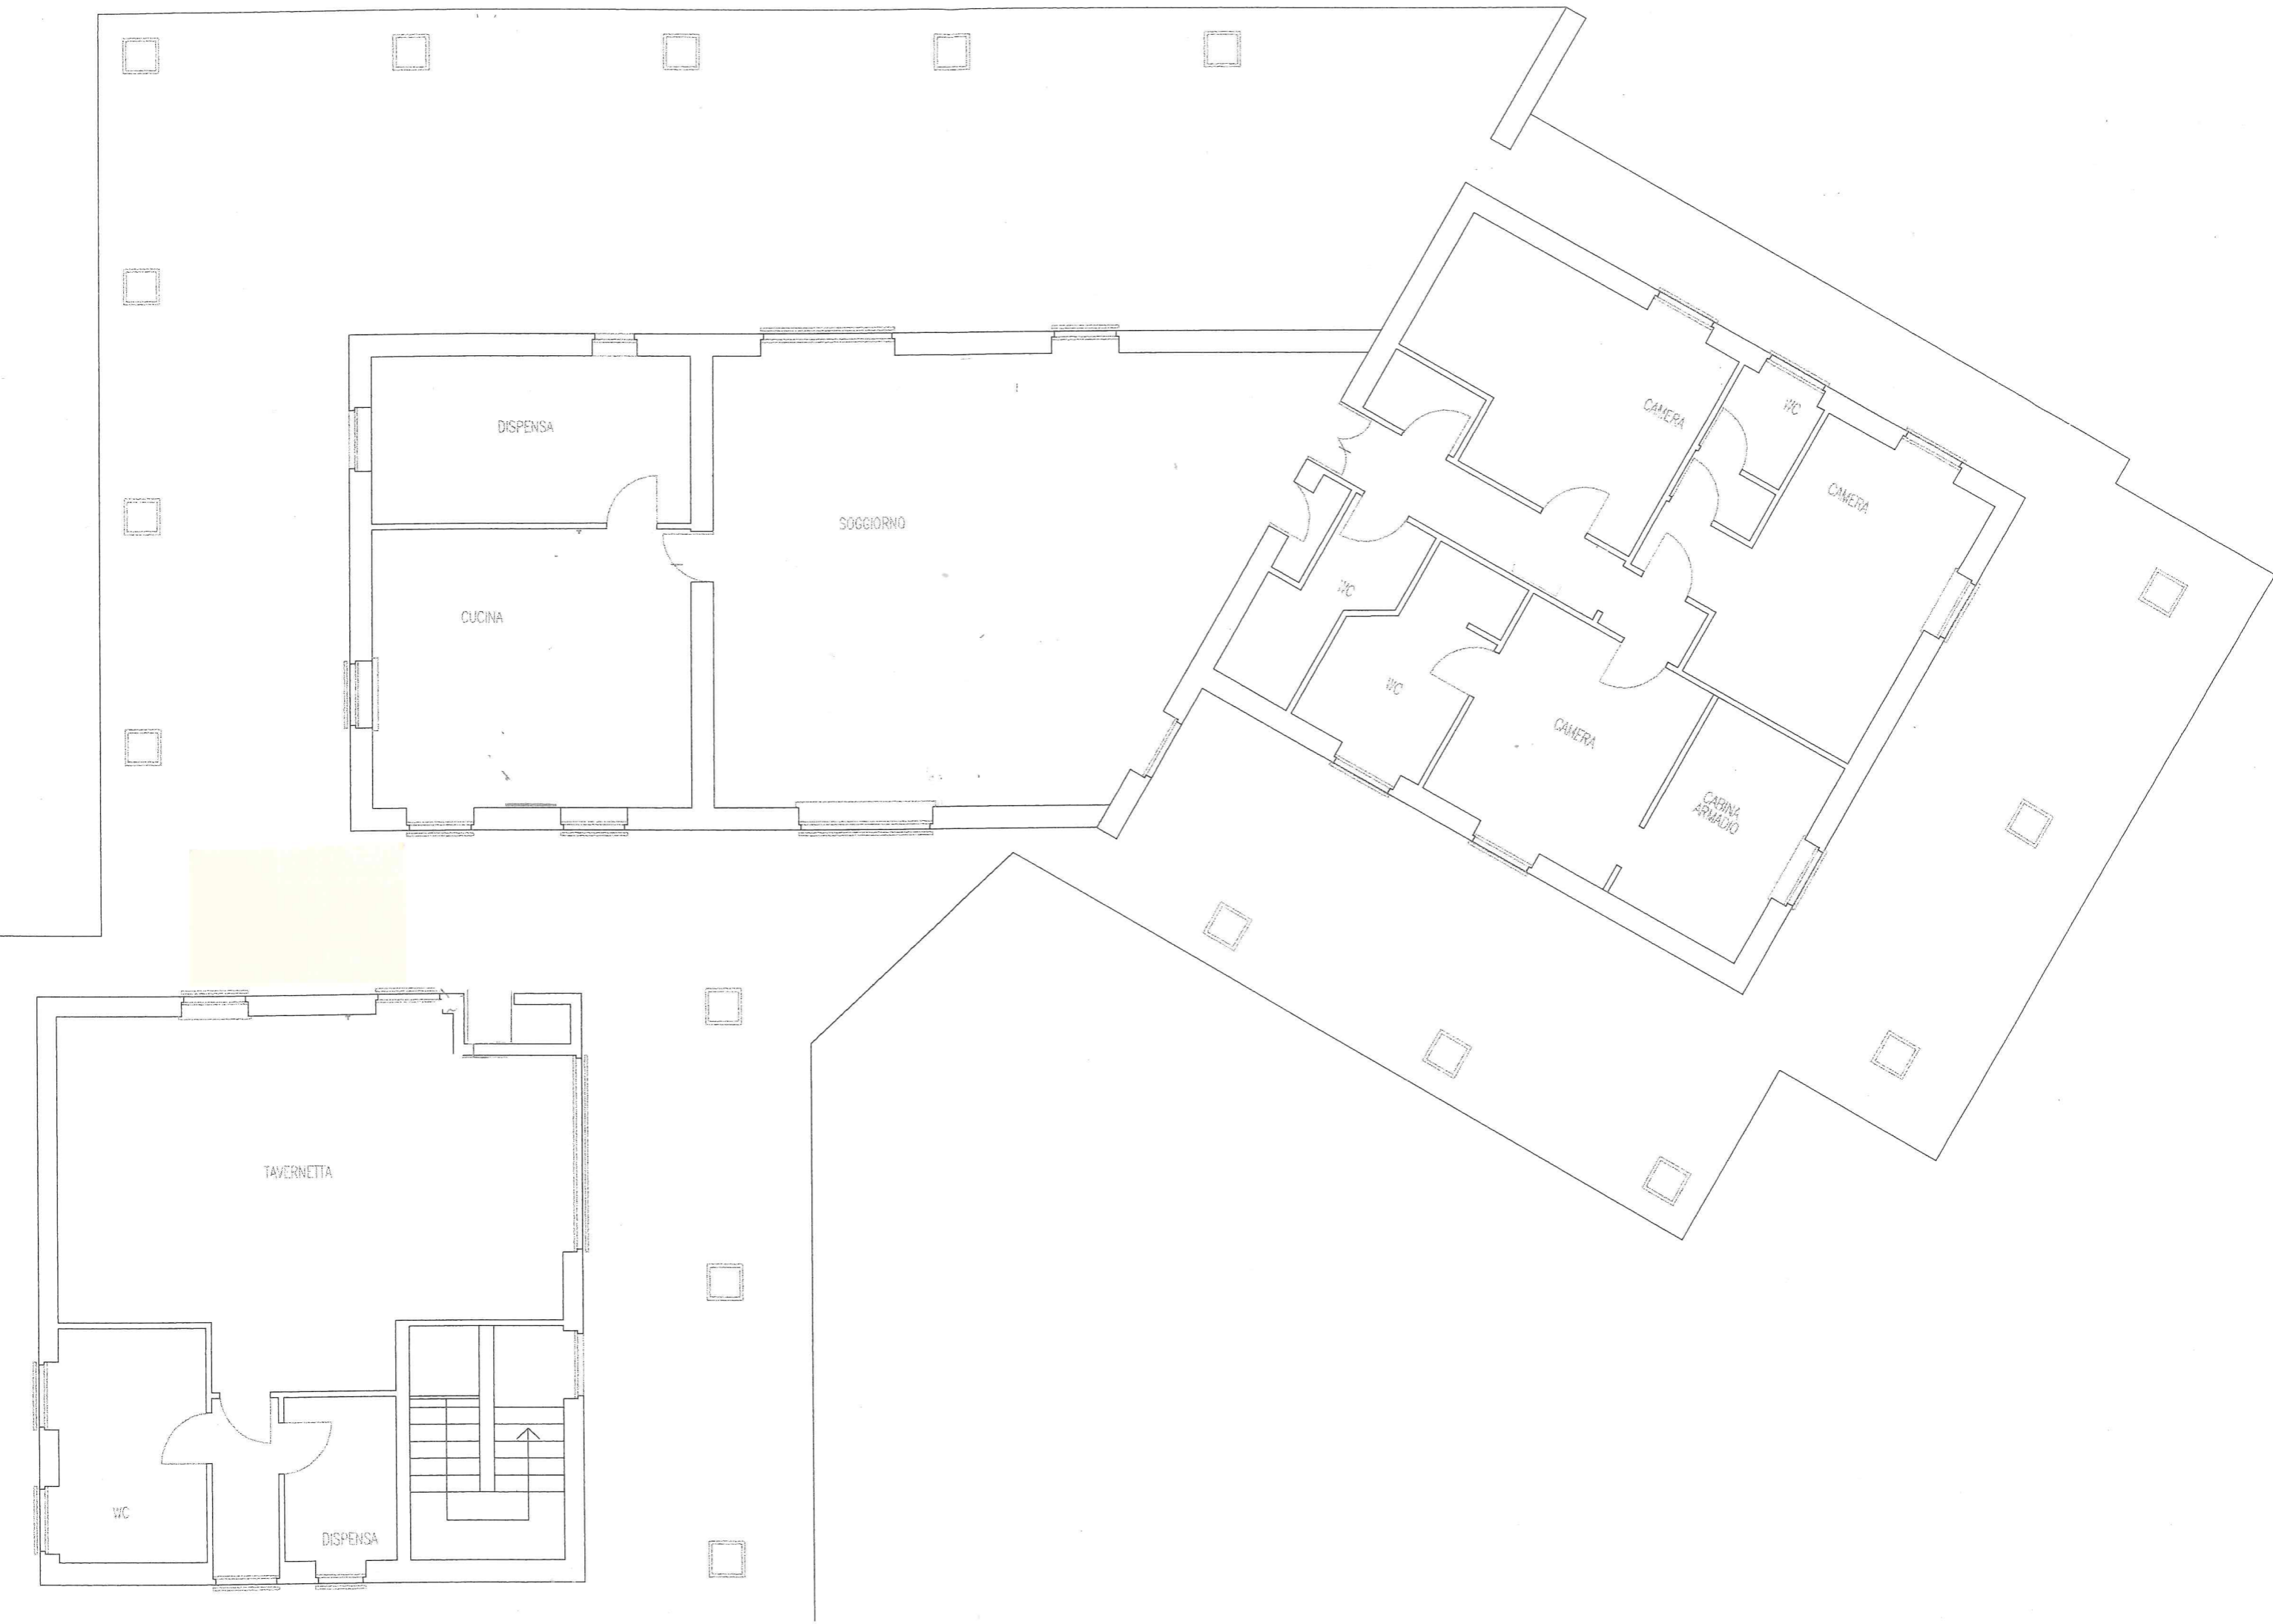 DISPENSA
SOGGIORNO
CUCINA
CAMERA
WC
CAMERA
WC
WC
CAMERA
CABINA
ARMADIO
TAVERNETTA
WC
DISPENSA